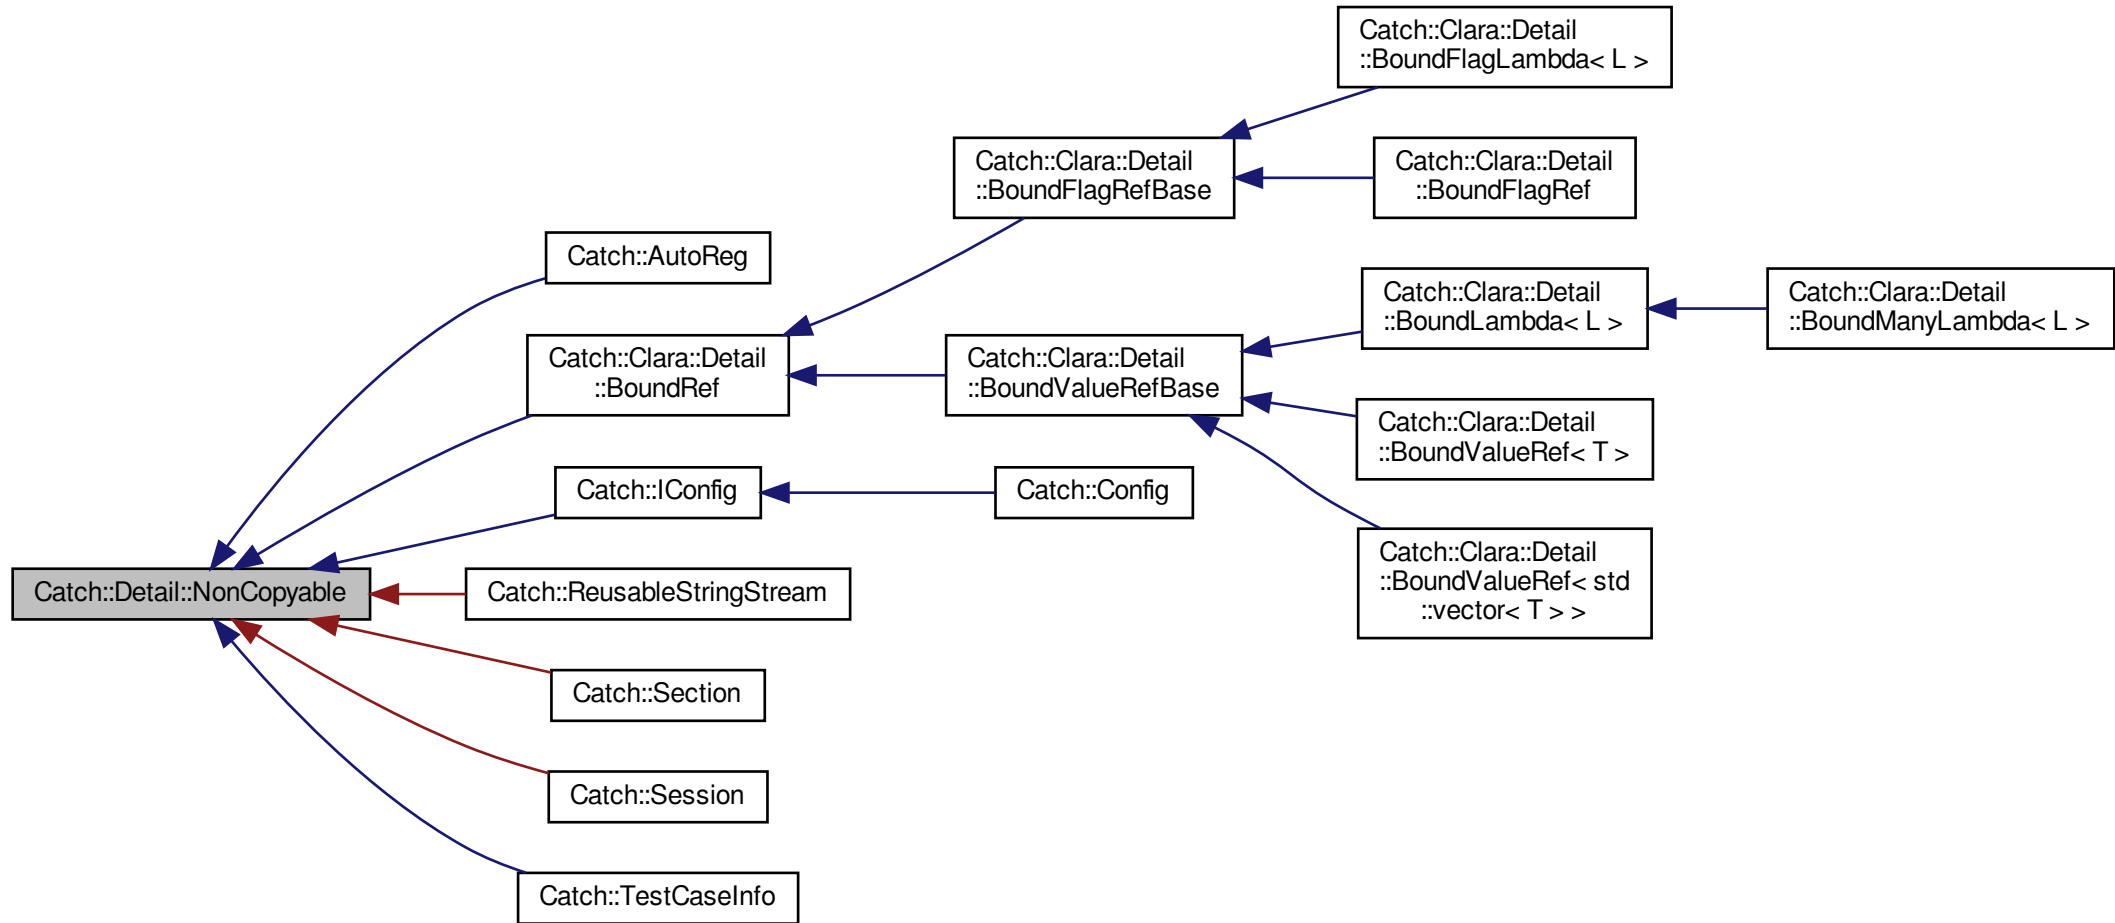 Catch::Clara::Detail
::BoundFlagLambda< L >
Catch::Clara::Detail
::BoundFlagRefBase
Catch::Clara::Detail
::BoundFlagRef
Catch::AutoReg
Catch::Clara::Detail
::BoundLambda< L >
Catch::Clara::Detail
::BoundManyLambda< L >
Catch::Clara::Detail
::BoundRef
Catch::Clara::Detail
::BoundValueRefBase
Catch::Clara::Detail
::BoundValueRef< T >
Catch::IConfig
Catch::Config
Catch::Clara::Detail
::BoundValueRef< std
::vector< T > >
Catch::Detail::NonCopyable
Catch::ReusableStringStream
Catch::Section
Catch::Session
Catch::TestCaseInfo